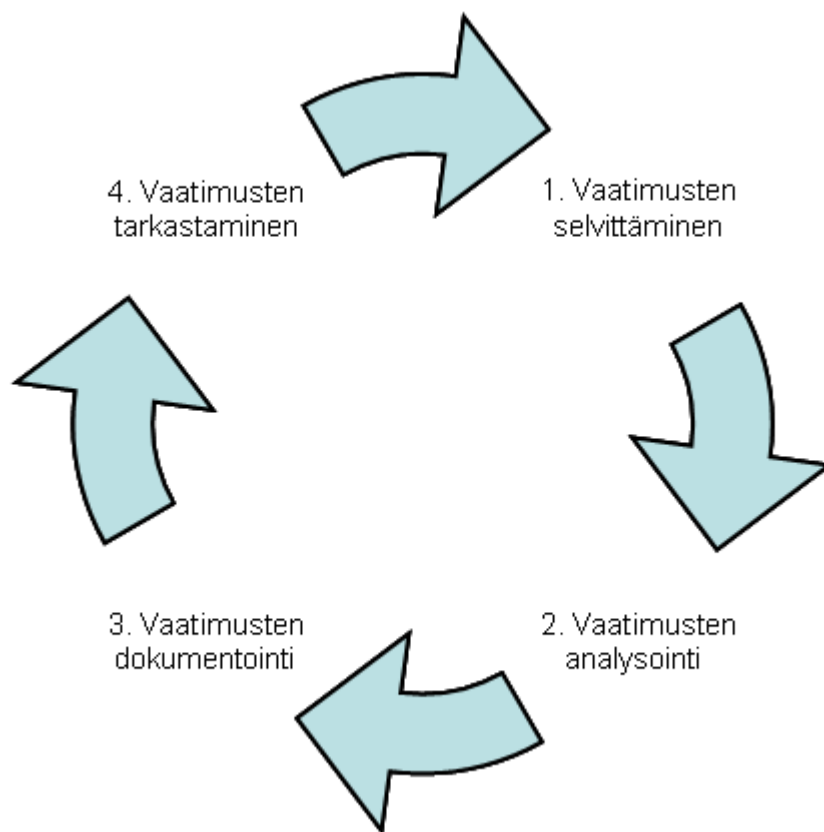 4. Vaatimusten
tarkastaminen
1. Vaatimusten
selvittäminen
3. Vaatimusten
dokumentointi
2. Vaatimusten
analysointi